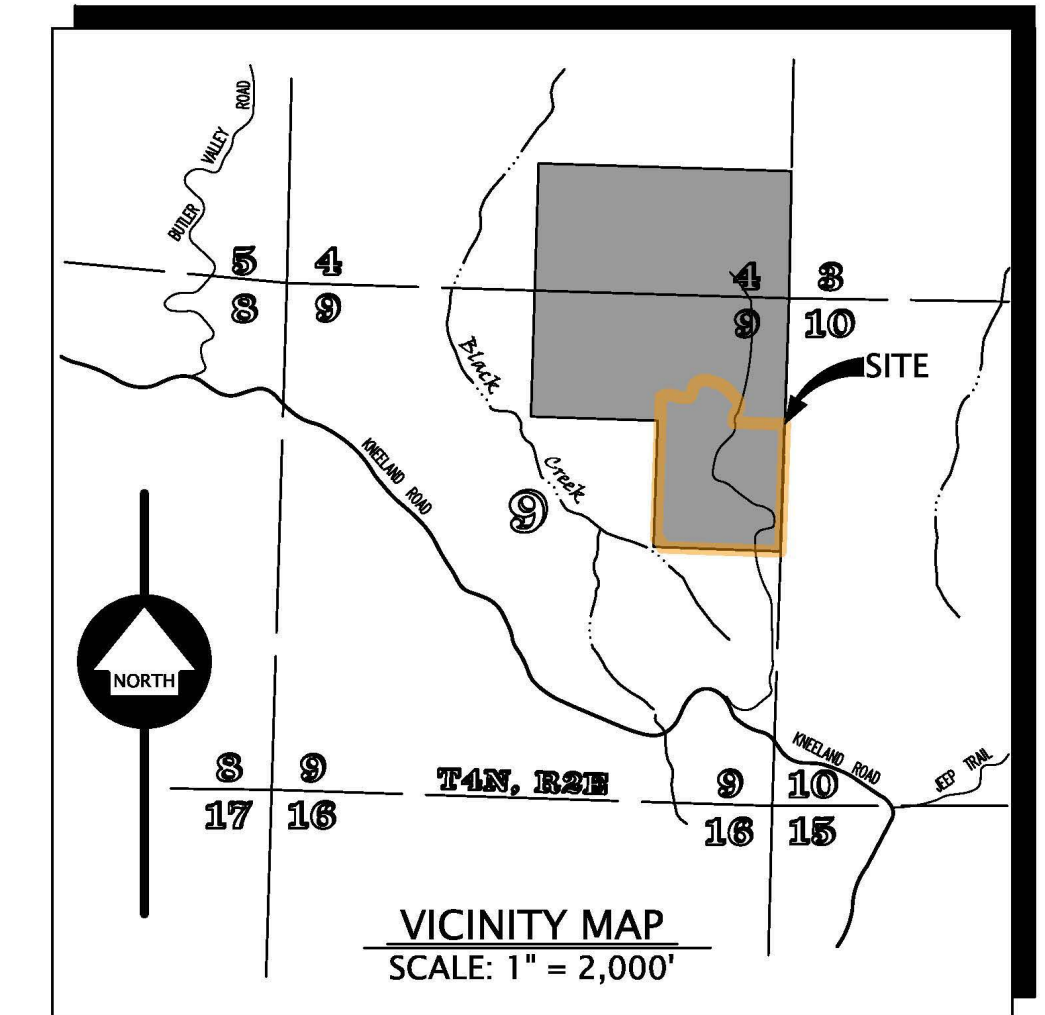 BUTLER VALLEY ROAD
5 4
8 9
4 3
9 10
SITE
Black
Creek
KNEELAND ROAD
9
NORTH
8 9
17 16
T4N, R2E
9 10
16 15
KNEELAND ROAD
JEEP TRAIL
VICINITY MAP
SCALE: 1" = 2,000'